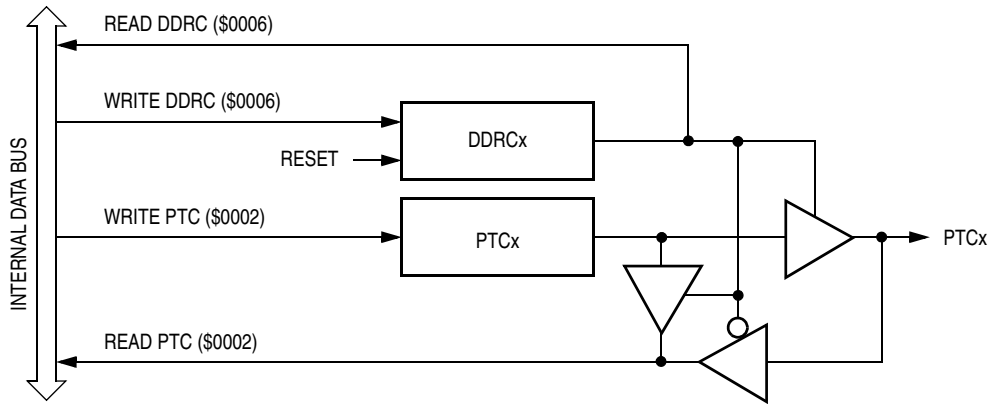 READ DDRC ($0006)
WRITE DDRC ($0006)
RESET
DDRCx
INTERNAL DATA BUS
WRITE PTC ($0002)
PTCx
PTCx
READ PTC ($0002)